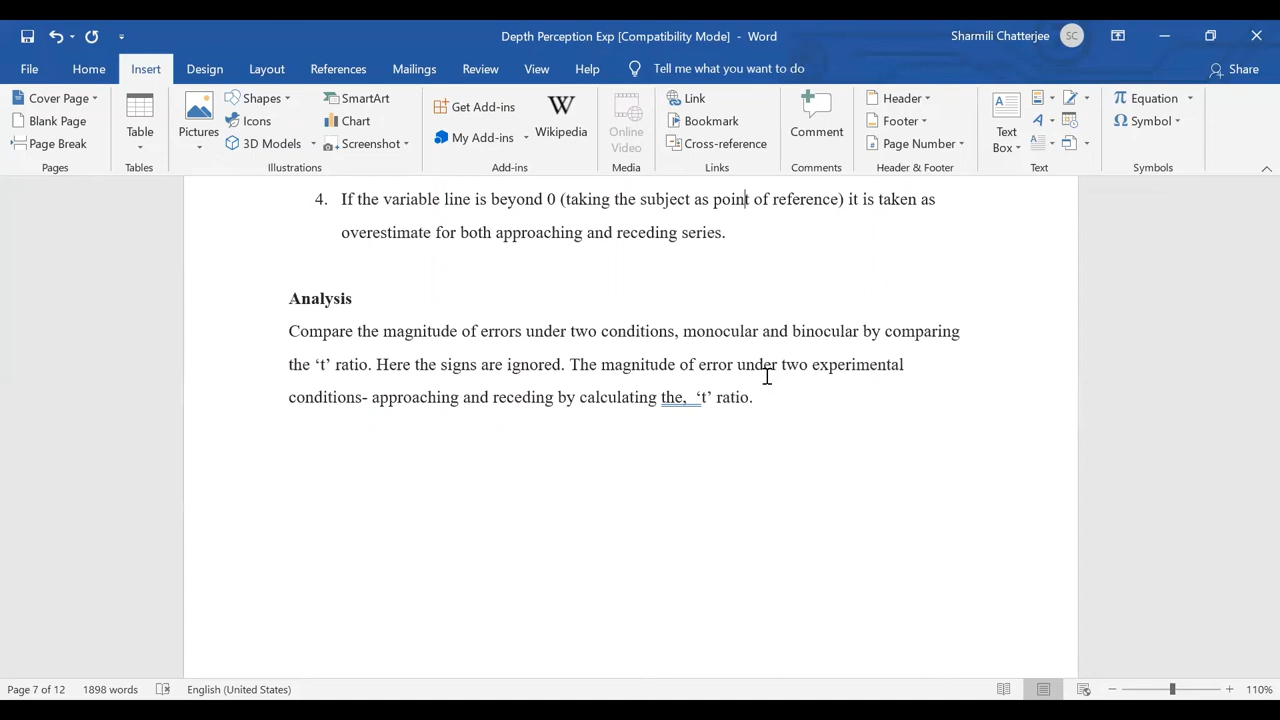 Depth Perception Exp [Compatibility Mode] - Word
Sharmili Chatterjee SC
File Home Insert Design Layout References Mailings Review View Help Tell me what you want to do Share
Cover Page
Blank Page
Page Break
Pages
Table
Tables
Pictures
Shapes
Icons
3D Models
SmartArt
Chart
Screenshot
Illustrations
Get Add-ins
My Add-ins
W
Wikipedia
Add-ins
Online
Video
Media
Link
Bookmark
Cross-reference
Links
Comment
Comments
Header
Footer
Page Number
Header & Footer
Text
Box
Text
π Equation
Ω Symbol
Symbols
4. If the variable line is beyond 0 (taking the subject as point of reference) it is taken as
overestimate for both approaching and receding series.
Analysis
Compare the magnitude of errors under two conditions, monocular and binocular by comparing
the ‘t’ ratio. Here the signs are ignored. The magnitude of error under two experimental
conditions- approaching and receding by calculating the, ‘t’ ratio.
Page 7 of 12 1898 words English (United States) 110%